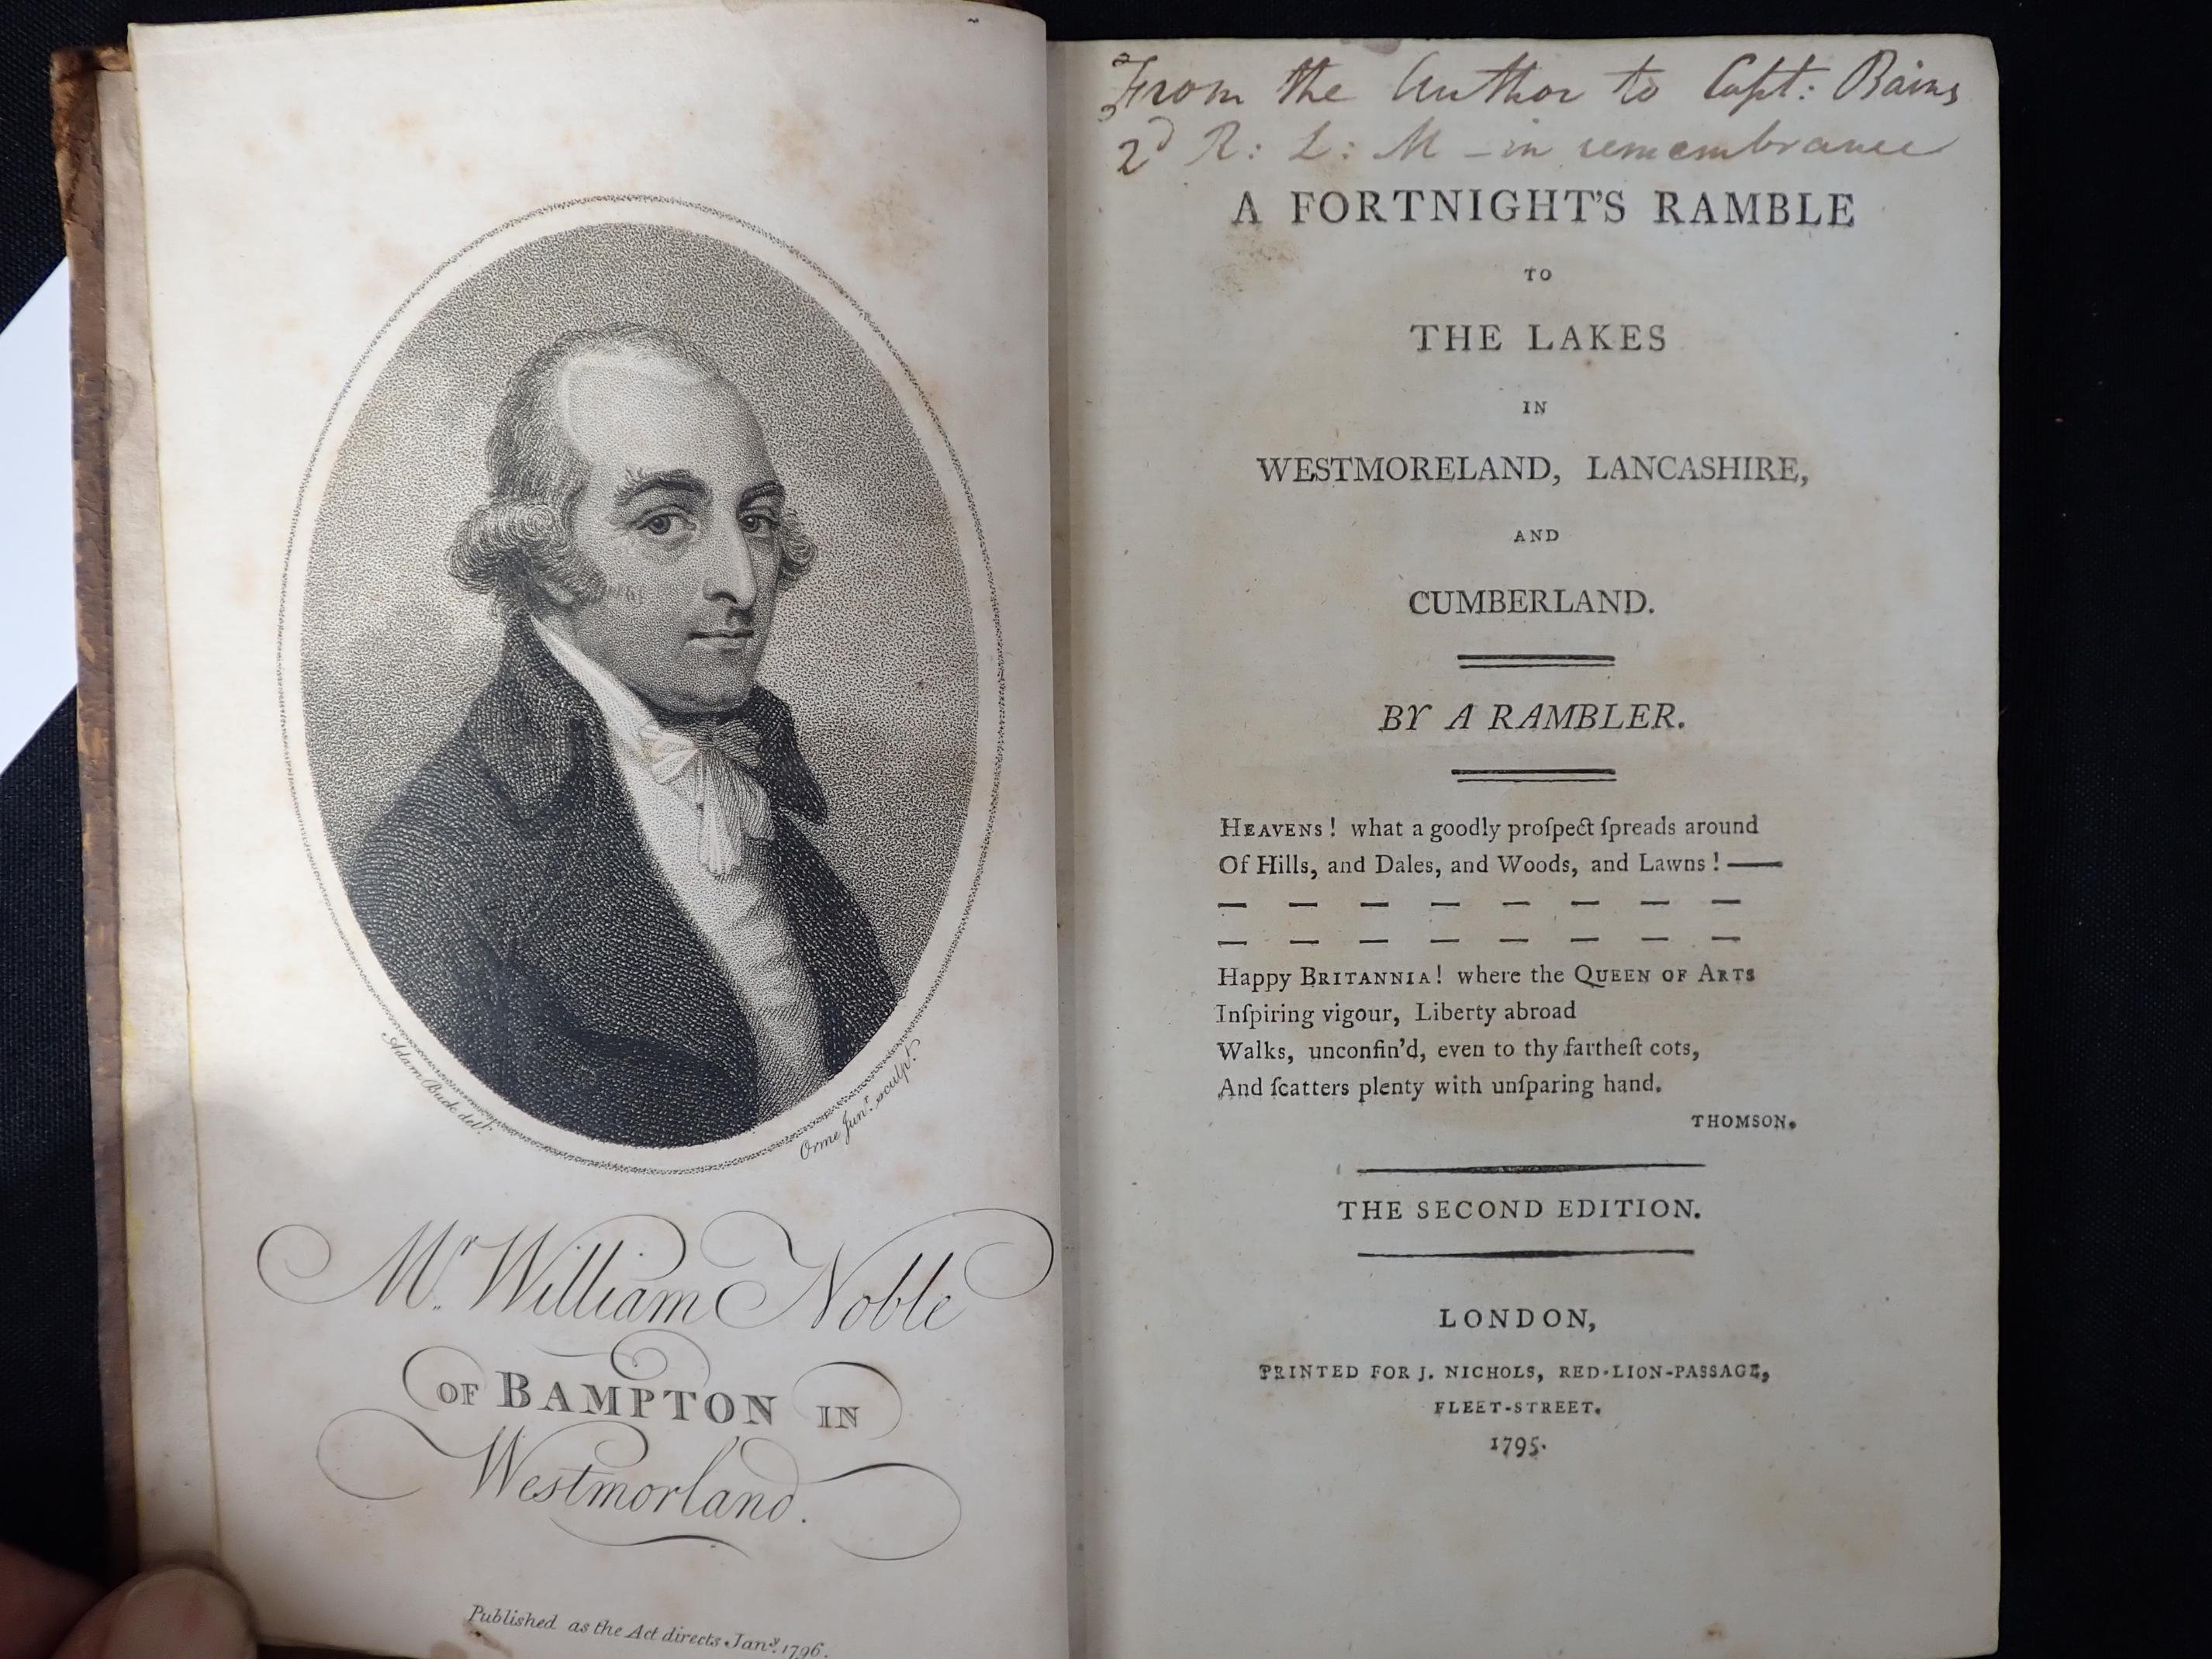 Adam Buck delt.
Orme Junr. sculpt.
Mr. William Noble
OF BAMPTON IN
Westmorland.
Published as the Act directs Jany. 1796.
From the Author to Capt: Bains
2d R: L: M - in remembrance
A FORTNIGHT'S RAMBLE
TO
THE LAKES
IN
WESTMORELAND, LANCASHIRE,
AND
CUMBERLAND.
BY A RAMBLER.
HEAVENS! what a goodly proſpect ſpreads around
Of Hills, and Dales, and Woods, and Lawns!——
— — — — — — — —
— — — — — — — —
Happy BRITANNIA! where the QUEEN OF ARTS
Inſpiring vigour, Liberty abroad
Walks, unconfin'd, even to thy fartheſt cots,
And ſcatters plenty with unſparing hand.
THOMSON.
THE SECOND EDITION.
LONDON,
PRINTED FOR J. NICHOLS, RED-LION-PASSAGE,
FLEET-STREET.
1795.